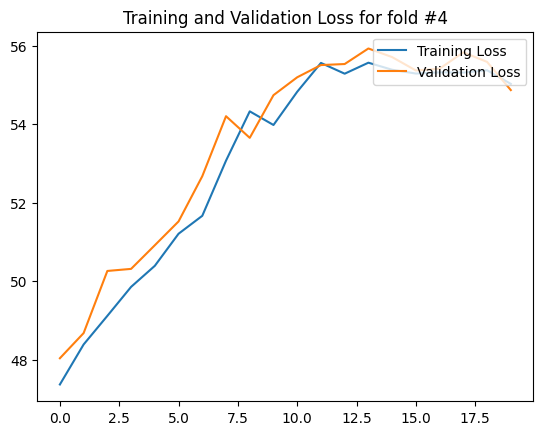 Training and Validation Loss for fold #4
Training Loss
Validation Loss
56
54
52
50
48
0.0 2.5 5.0 7.5 10.0 12.5 15.0 17.5